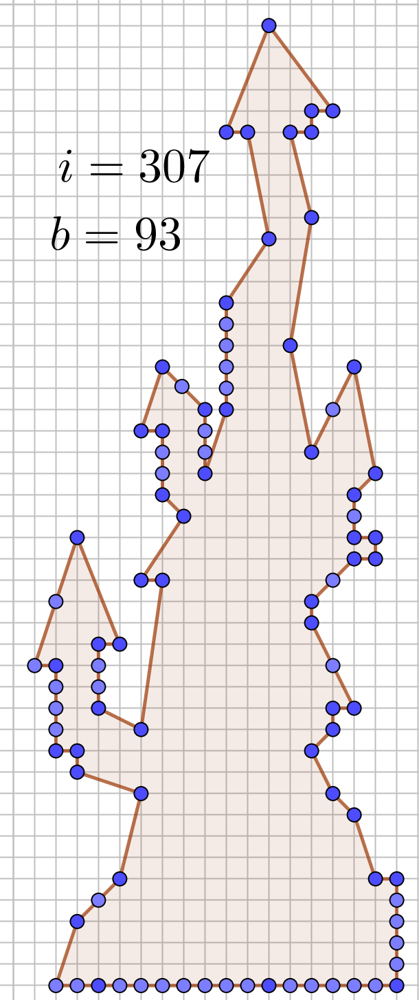 i = 307
b = 93